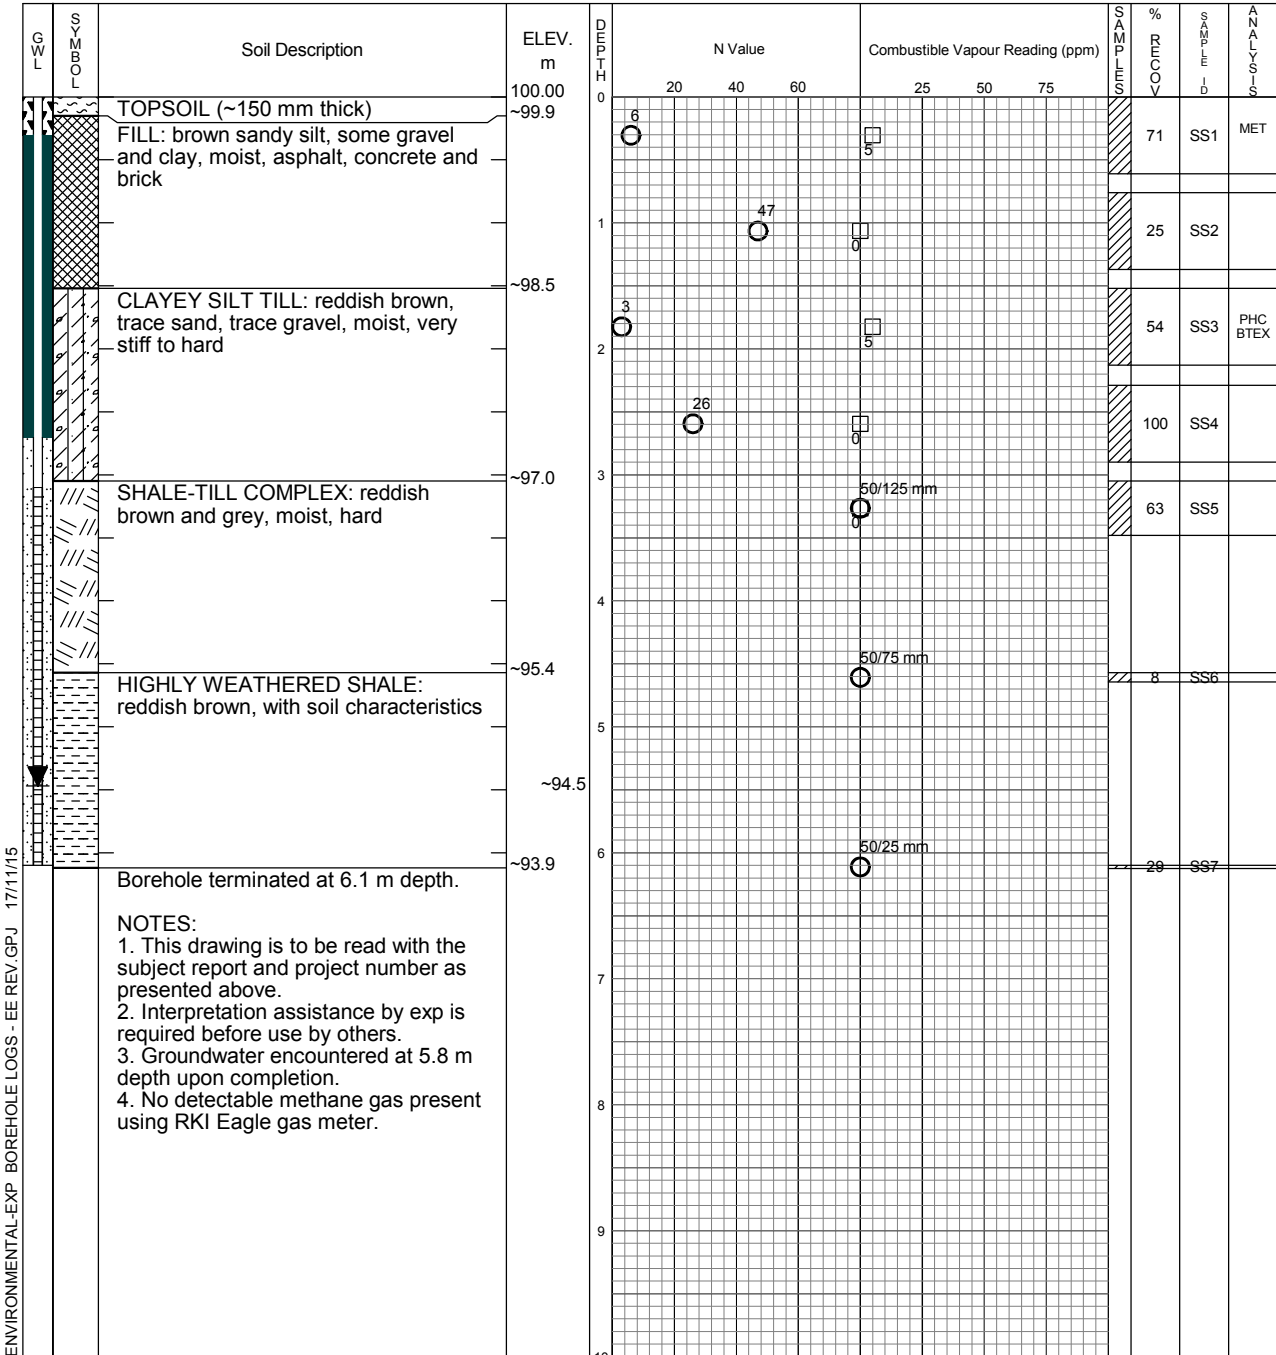 GWL
SYMBOL
Soil Description
ELEV.
m
DEPTH
N Value
Combustible Vapour Reading (ppm)
SAMPLES
% RECOV
SAMPLE ID
ANALYSIS
20 40 60
25 50 75
100.00
0
TOPSOIL (~150 mm thick)
~99.9
FILL: brown sandy silt, some gravel
and clay, moist, asphalt, concrete and
brick
6
5
71 SS1 MET
1
47
0
25 SS2
~98.5
CLAYEY SILT TILL: reddish brown,
trace sand, trace gravel, moist, very
stiff to hard
3
5
54 SS3 PHC
BTEX
2
26
0
100 SS4
3
~97.0
SHALE-TILL COMPLEX: reddish
brown and grey, moist, hard
50/125 mm
0
63 SS5
4
50/75 mm
~95.4
8 SS6
HIGHLY WEATHERED SHALE:
reddish brown, with soil characteristics
5
~94.5
50/25 mm
6
~93.9
29 SS7
Borehole terminated at 6.1 m depth.
NOTES:
1. This drawing is to be read with the
subject report and project number as
presented above.
2. Interpretation assistance by exp is
required before use by others.
3. Groundwater encountered at 5.8 m
depth upon completion.
4. No detectable methane gas present
using RKI Eagle gas meter.
7
8
9
10
ENVIRONMENTAL-EXP BOREHOLE LOGS - EE REV.GPJ 17/11/15